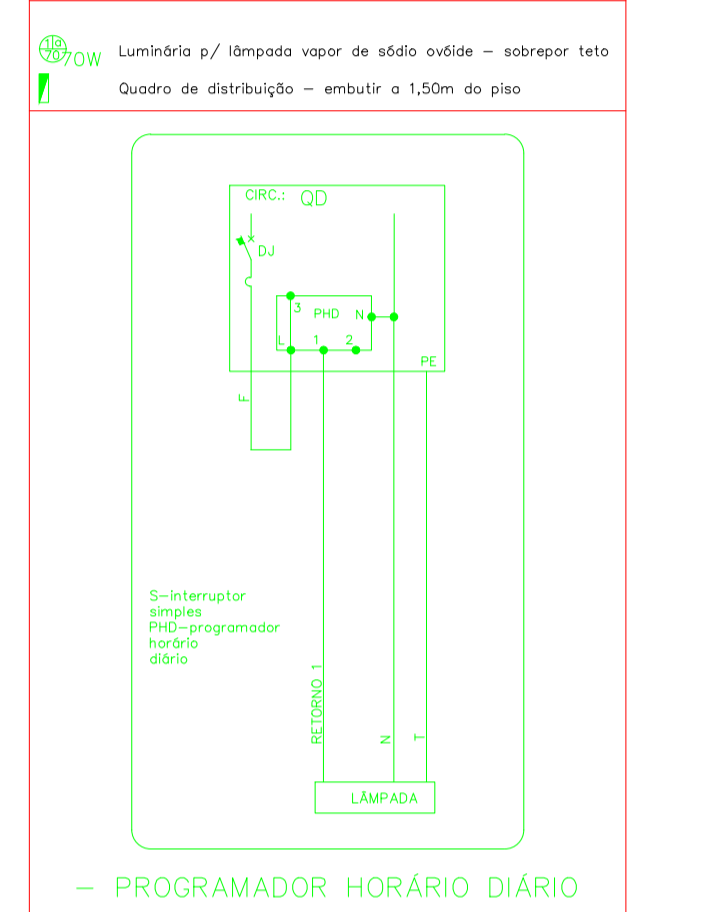 1a
70
70W Luminária p/ lâmpada vapor de sódio ovóide – sobrepor teto
Quadro de distribuição – embutir a 1,50m do piso
CIRC.: QD
DJ
3 PHD N
L 1 2
PE
F
S–interruptor
simples
PHD–programador
horário
diário
RETORNO 1
N
T
LÂMPADA
– PROGRAMADOR HORÁRIO DIÁRIO